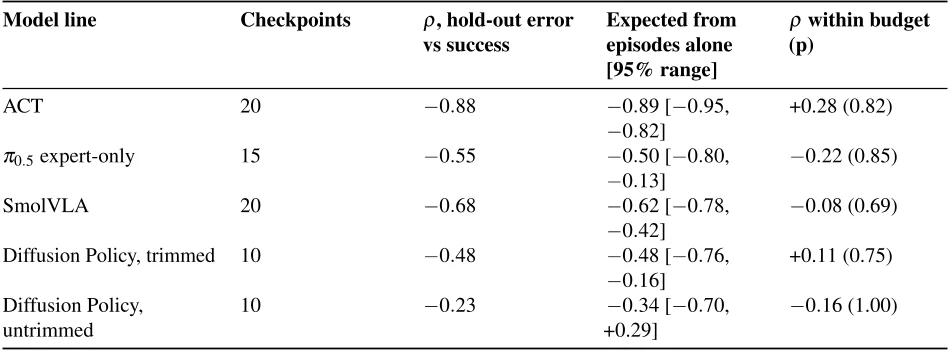 Model line Checkpoints ρ, hold-out error Expected from ρ within budget
vs success episodes alone (p)
[95% range]
ACT 20 −0.88 −0.89 [−0.95, +0.28 (0.82)
−0.82]
π0.5 expert-only 15 −0.55 −0.50 [−0.80, −0.22 (0.85)
−0.13]
SmolVLA 20 −0.68 −0.62 [−0.78, −0.08 (0.69)
−0.42]
Diffusion Policy, trimmed 10 −0.48 −0.48 [−0.76, +0.11 (0.75)
−0.16]
Diffusion Policy, 10 −0.23 −0.34 [−0.70, −0.16 (1.00)
untrimmed +0.29]